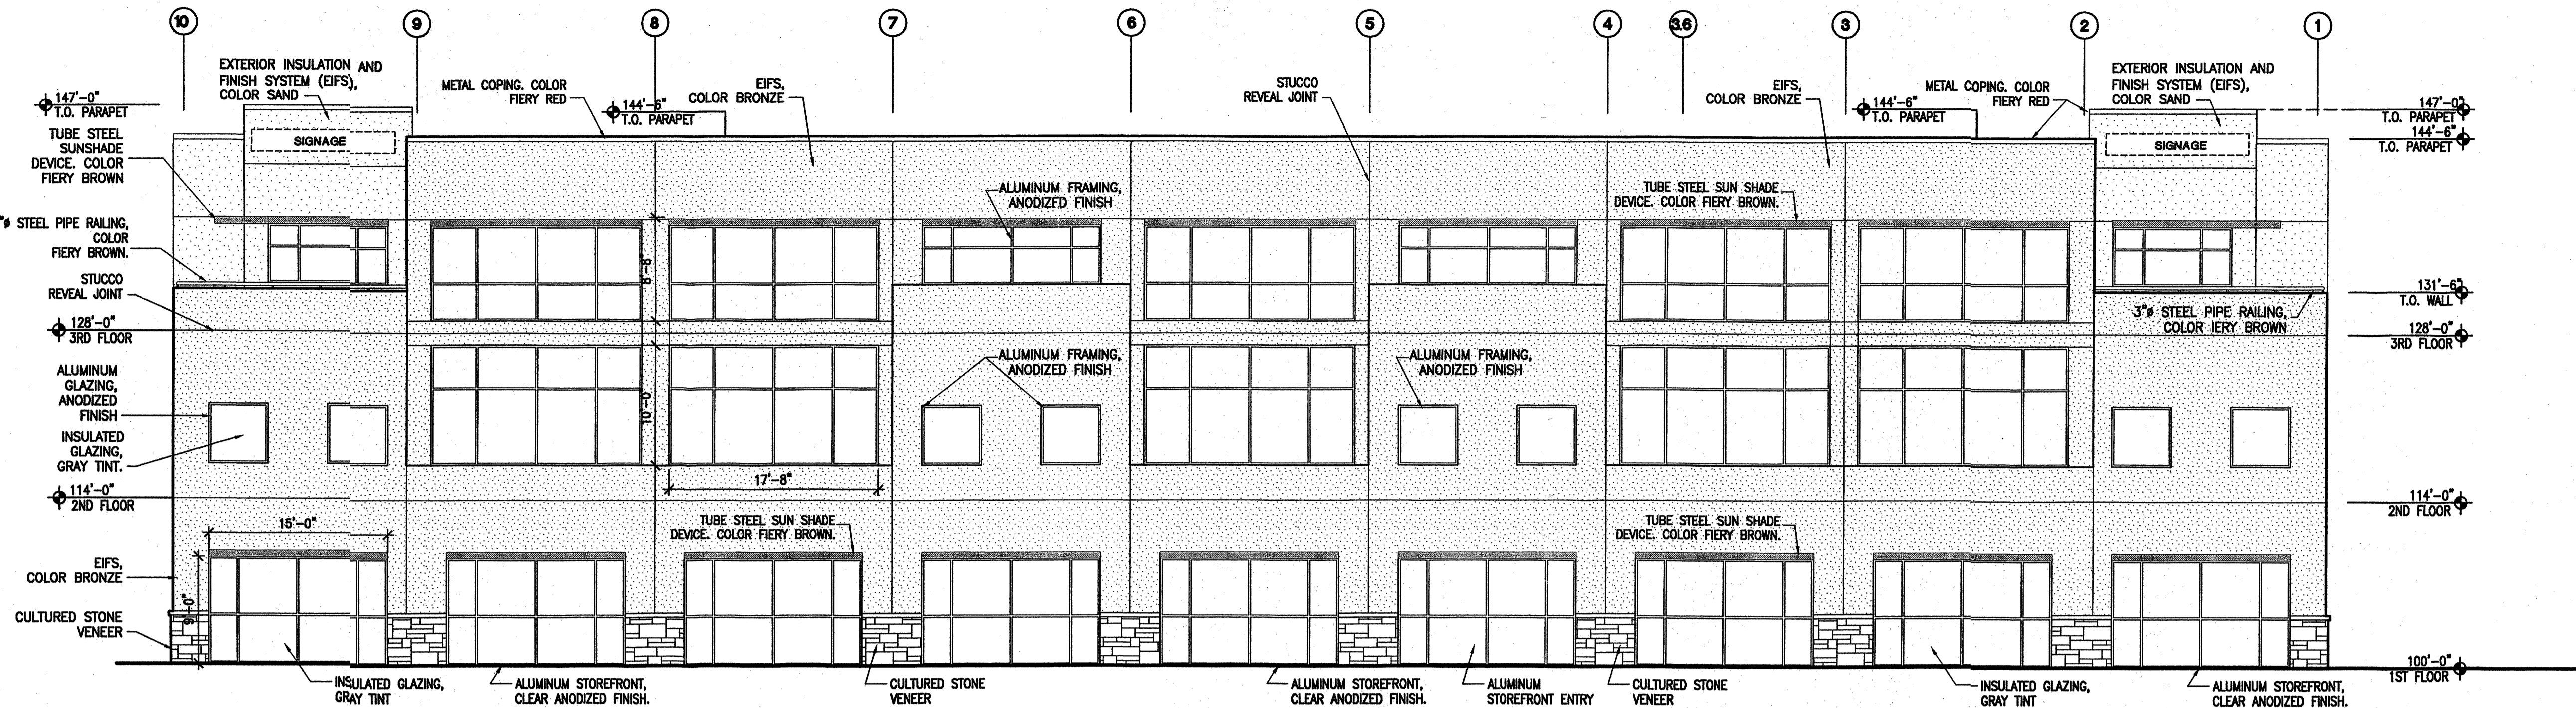 10
9
8
7
6
5
4
3.6
3
2
1
EXTERIOR INSULATION AND
FINISH SYSTEM (EIFS),
COLOR SAND
METAL COPING. COLOR
FIERY RED
144'-6"
T.O. PARAPET
EIFS,
COLOR BRONZE
STUCCO
REVEAL JOINT
EIFS,
COLOR BRONZE
144'-6"
T.O. PARAPET
METAL COPING. COLOR
FIERY RED
EXTERIOR INSULATION AND
FINISH SYSTEM (EIFS),
COLOR SAND
147'-0"
T.O. PARAPET
147'-0"
T.O. PARAPET
144'-6"
T.O. PARAPET
SIGNAGE
SIGNAGE
TUBE STEEL
SUNSHADE
DEVICE. COLOR
FIERY BROWN
ALUMINUM FRAMING,
ANODIZED FINISH
TUBE STEEL SUN SHADE
DEVICE. COLOR FIERY BROWN.
"ø STEEL PIPE RAILING,
COLOR
FIERY BROWN.
8'-8"
STUCCO
REVEAL JOINT
131'-6"
T.O. WALL
3"ø STEEL PIPE RAILING,
COLOR IERY BROWN
128'-0"
3RD FLOOR
128'-0"
3RD FLOOR
ALUMINUM
GLAZING,
ANODIZED
FINISH
ALUMINUM FRAMING,
ANODIZED FINISH
ALUMINUM FRAMING,
ANODIZED FINISH
10'-0"
INSULATED
GLAZING,
GRAY TINT.
17'-8"
114'-0"
2ND FLOOR
114'-0"
2ND FLOOR
15'-0"
TUBE STEEL SUN SHADE
DEVICE. COLOR FIERY BROWN.
TUBE STEEL SUN SHADE
DEVICE. COLOR FIERY BROWN.
EIFS,
COLOR BRONZE
9'-0"
CULTURED STONE
VENEER
100'-0"
1ST FLOOR
INSULATED GLAZING,
GRAY TINT
ALUMINUM STOREFRONT,
CLEAR ANODIZED FINISH.
CULTURED STONE
VENEER
ALUMINUM STOREFRONT,
CLEAR ANODIZED FINISH.
ALUMINUM
STOREFRONT ENTRY
CULTURED STONE
VENEER
INSULATED GLAZING,
GRAY TINT
ALUMINUM STOREFRONT,
CLEAR ANODIZED FINISH.